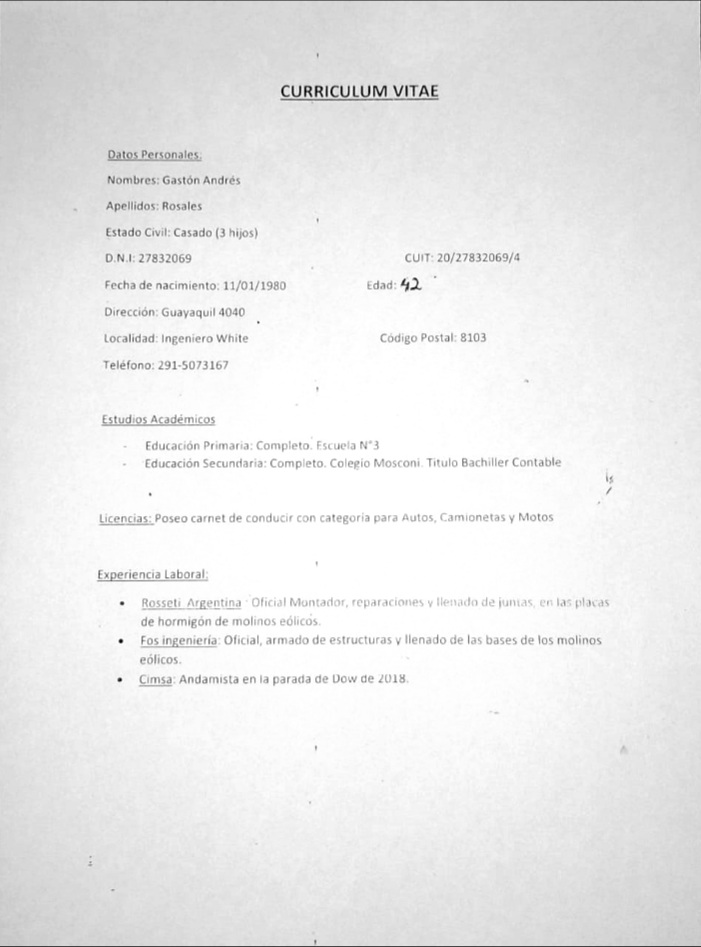 CURRICULUM VITAE
Datos Personales:
Nombres: Gastón Andrés
Apellidos: Rosales
Estado Civil: Casado (3 hijos)
D.N.I: 27832069 CUIT: 20/27832069/4
Fecha de nacimiento: 11/01/1980 Edad: 42
Dirección: Guayaquil 4040
Localidad: Ingeniero White Código Postal: 8103
Teléfono: 291-5073167
Estudios Académicos
- Educación Primaria: Completo. Escuela N°3
- Educación Secundaria: Completo. Colegio Mosconi. Titulo Bachiller Contable
Licencias: Poseo carnet de conducir con categoría para Autos, Camionetas y Motos
Experiencia Laboral:
• Rosseti Argentina : Oficial Montador, reparaciones y llenado de juntas, en las placas
de hormigón de molinos eólicos.
• Fos ingeniería: Oficial, armado de estructuras y llenado de las bases de los molinos
eólicos.
• Cimsa: Andamista en la parada de Dow de 2018.